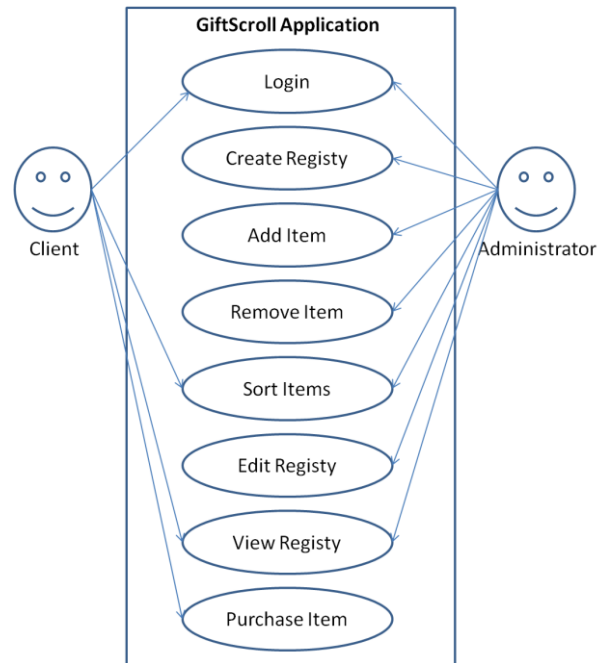 GiftScroll Application
Login
Create Registy
Client
Add Item
Administrator
Remove Item
Sort Items
Edit Registy
View Registy
Purchase Item